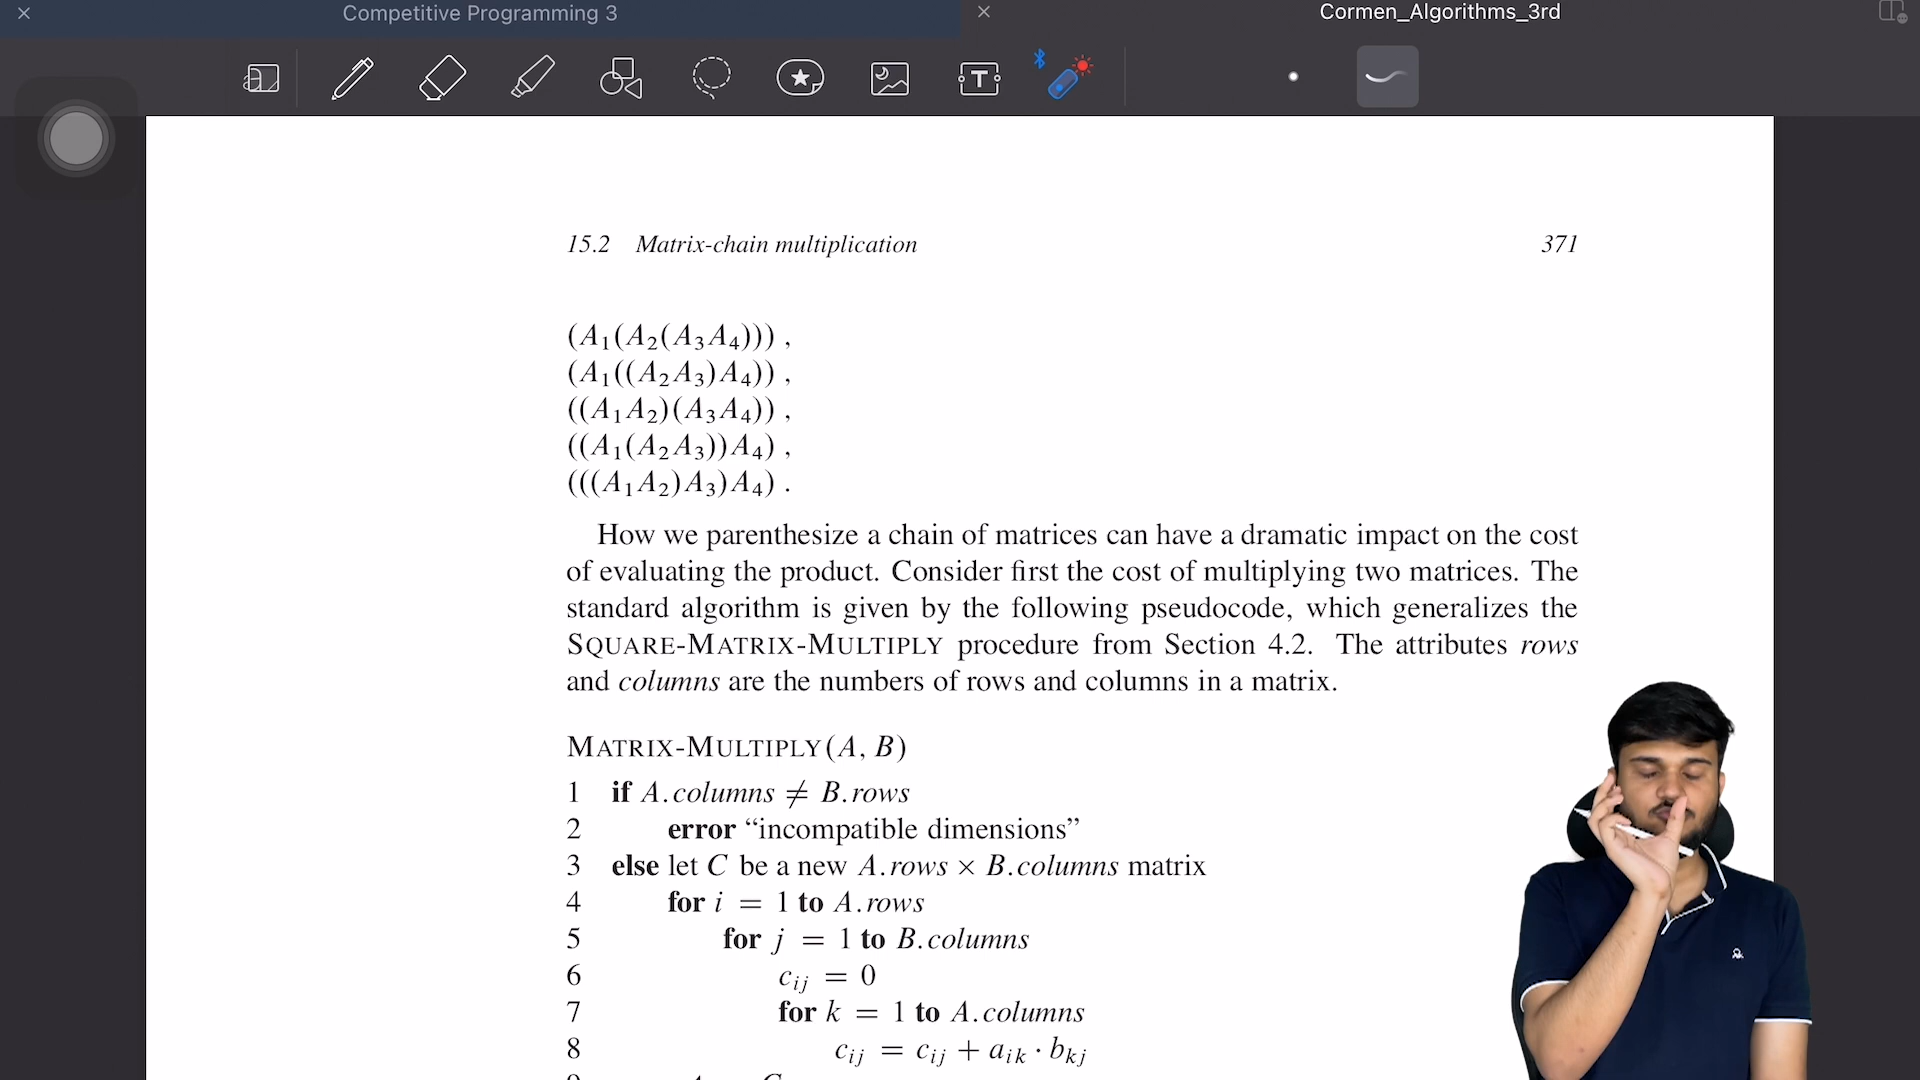 Competitive Programming 3
Cormen_Algorithms_3rd
15.2 Matrix-chain multiplication 371
(A₁(A₂(A₃A₄))) ,
(A₁((A₂A₃)A₄)) ,
((A₁A₂)(A₃A₄)) ,
((A₁(A₂A₃))A₄) ,
(((A₁A₂)A₃)A₄) .
How we parenthesize a chain of matrices can have a dramatic impact on the cost
of evaluating the product. Consider first the cost of multiplying two matrices. The
standard algorithm is given by the following pseudocode, which generalizes the
SQUARE-MATRIX-MULTIPLY procedure from Section 4.2. The attributes rows
and columns are the numbers of rows and columns in a matrix.
MATRIX-MULTIPLY(A, B)
1 if A.columns ≠ B.rows
2 error “incompatible dimensions”
3 else let C be a new A.rows × B.columns matrix
4 for i = 1 to A.rows
5 for j = 1 to B.columns
6 cᵢⱼ = 0
7 for k = 1 to A.columns
8 cᵢⱼ = cᵢⱼ + aᵢₖ · bₖⱼ